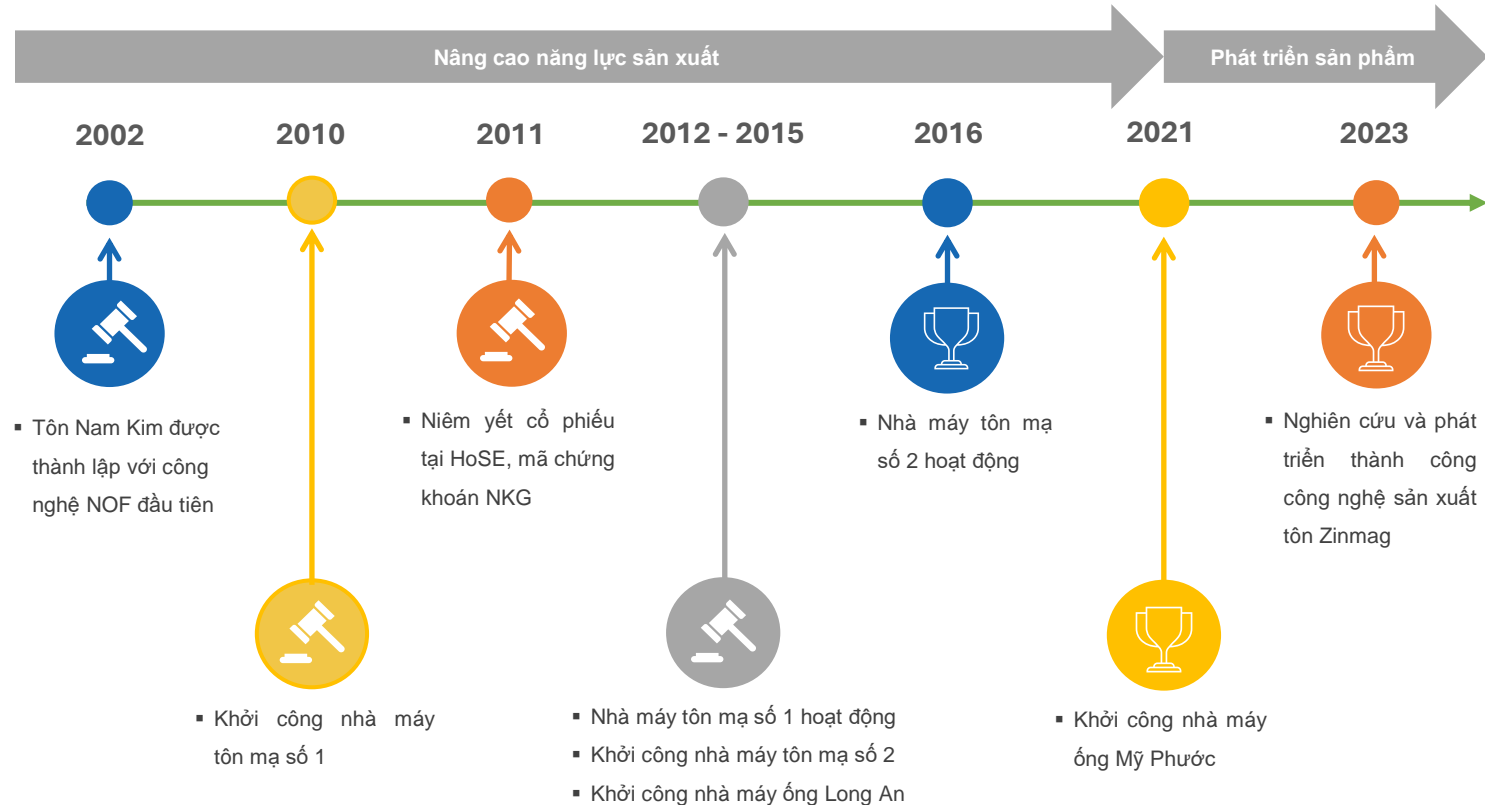 Nâng cao năng lực sản xuất
Phát triển sản phẩm
2002
2010
2011
2012 - 2015
2016
2021
2023
▪ Tôn Nam Kim được
thành lập với công
nghệ NOF đầu tiên
▪ Niêm yết cổ phiếu
tại HoSE, mã chứng
khoán NKG
▪ Nhà máy tôn mạ
số 2 hoạt động
▪ Nghiên cứu và phát
triển thành công
công nghệ sản xuất
tôn Zinmag
▪ Khởi công nhà máy
tôn mạ số 1
▪ Nhà máy tôn mạ số 1 hoạt động
▪ Khởi công nhà máy tôn mạ số 2
▪ Khởi công nhà máy ống Long An
▪ Khởi công nhà máy
ống Mỹ Phước